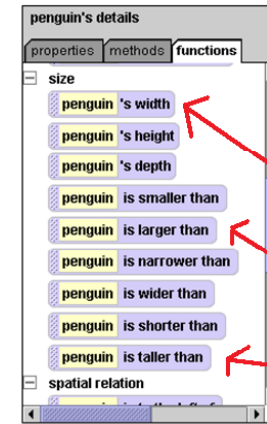 penguin's details
properties methods functions
size
penguin 's width
penguin 's height
penguin 's depth
penguin is smaller than
penguin is larger than
penguin is narrower than
penguin is wider than
penguin is shorter than
penguin is taller than
spatial relation